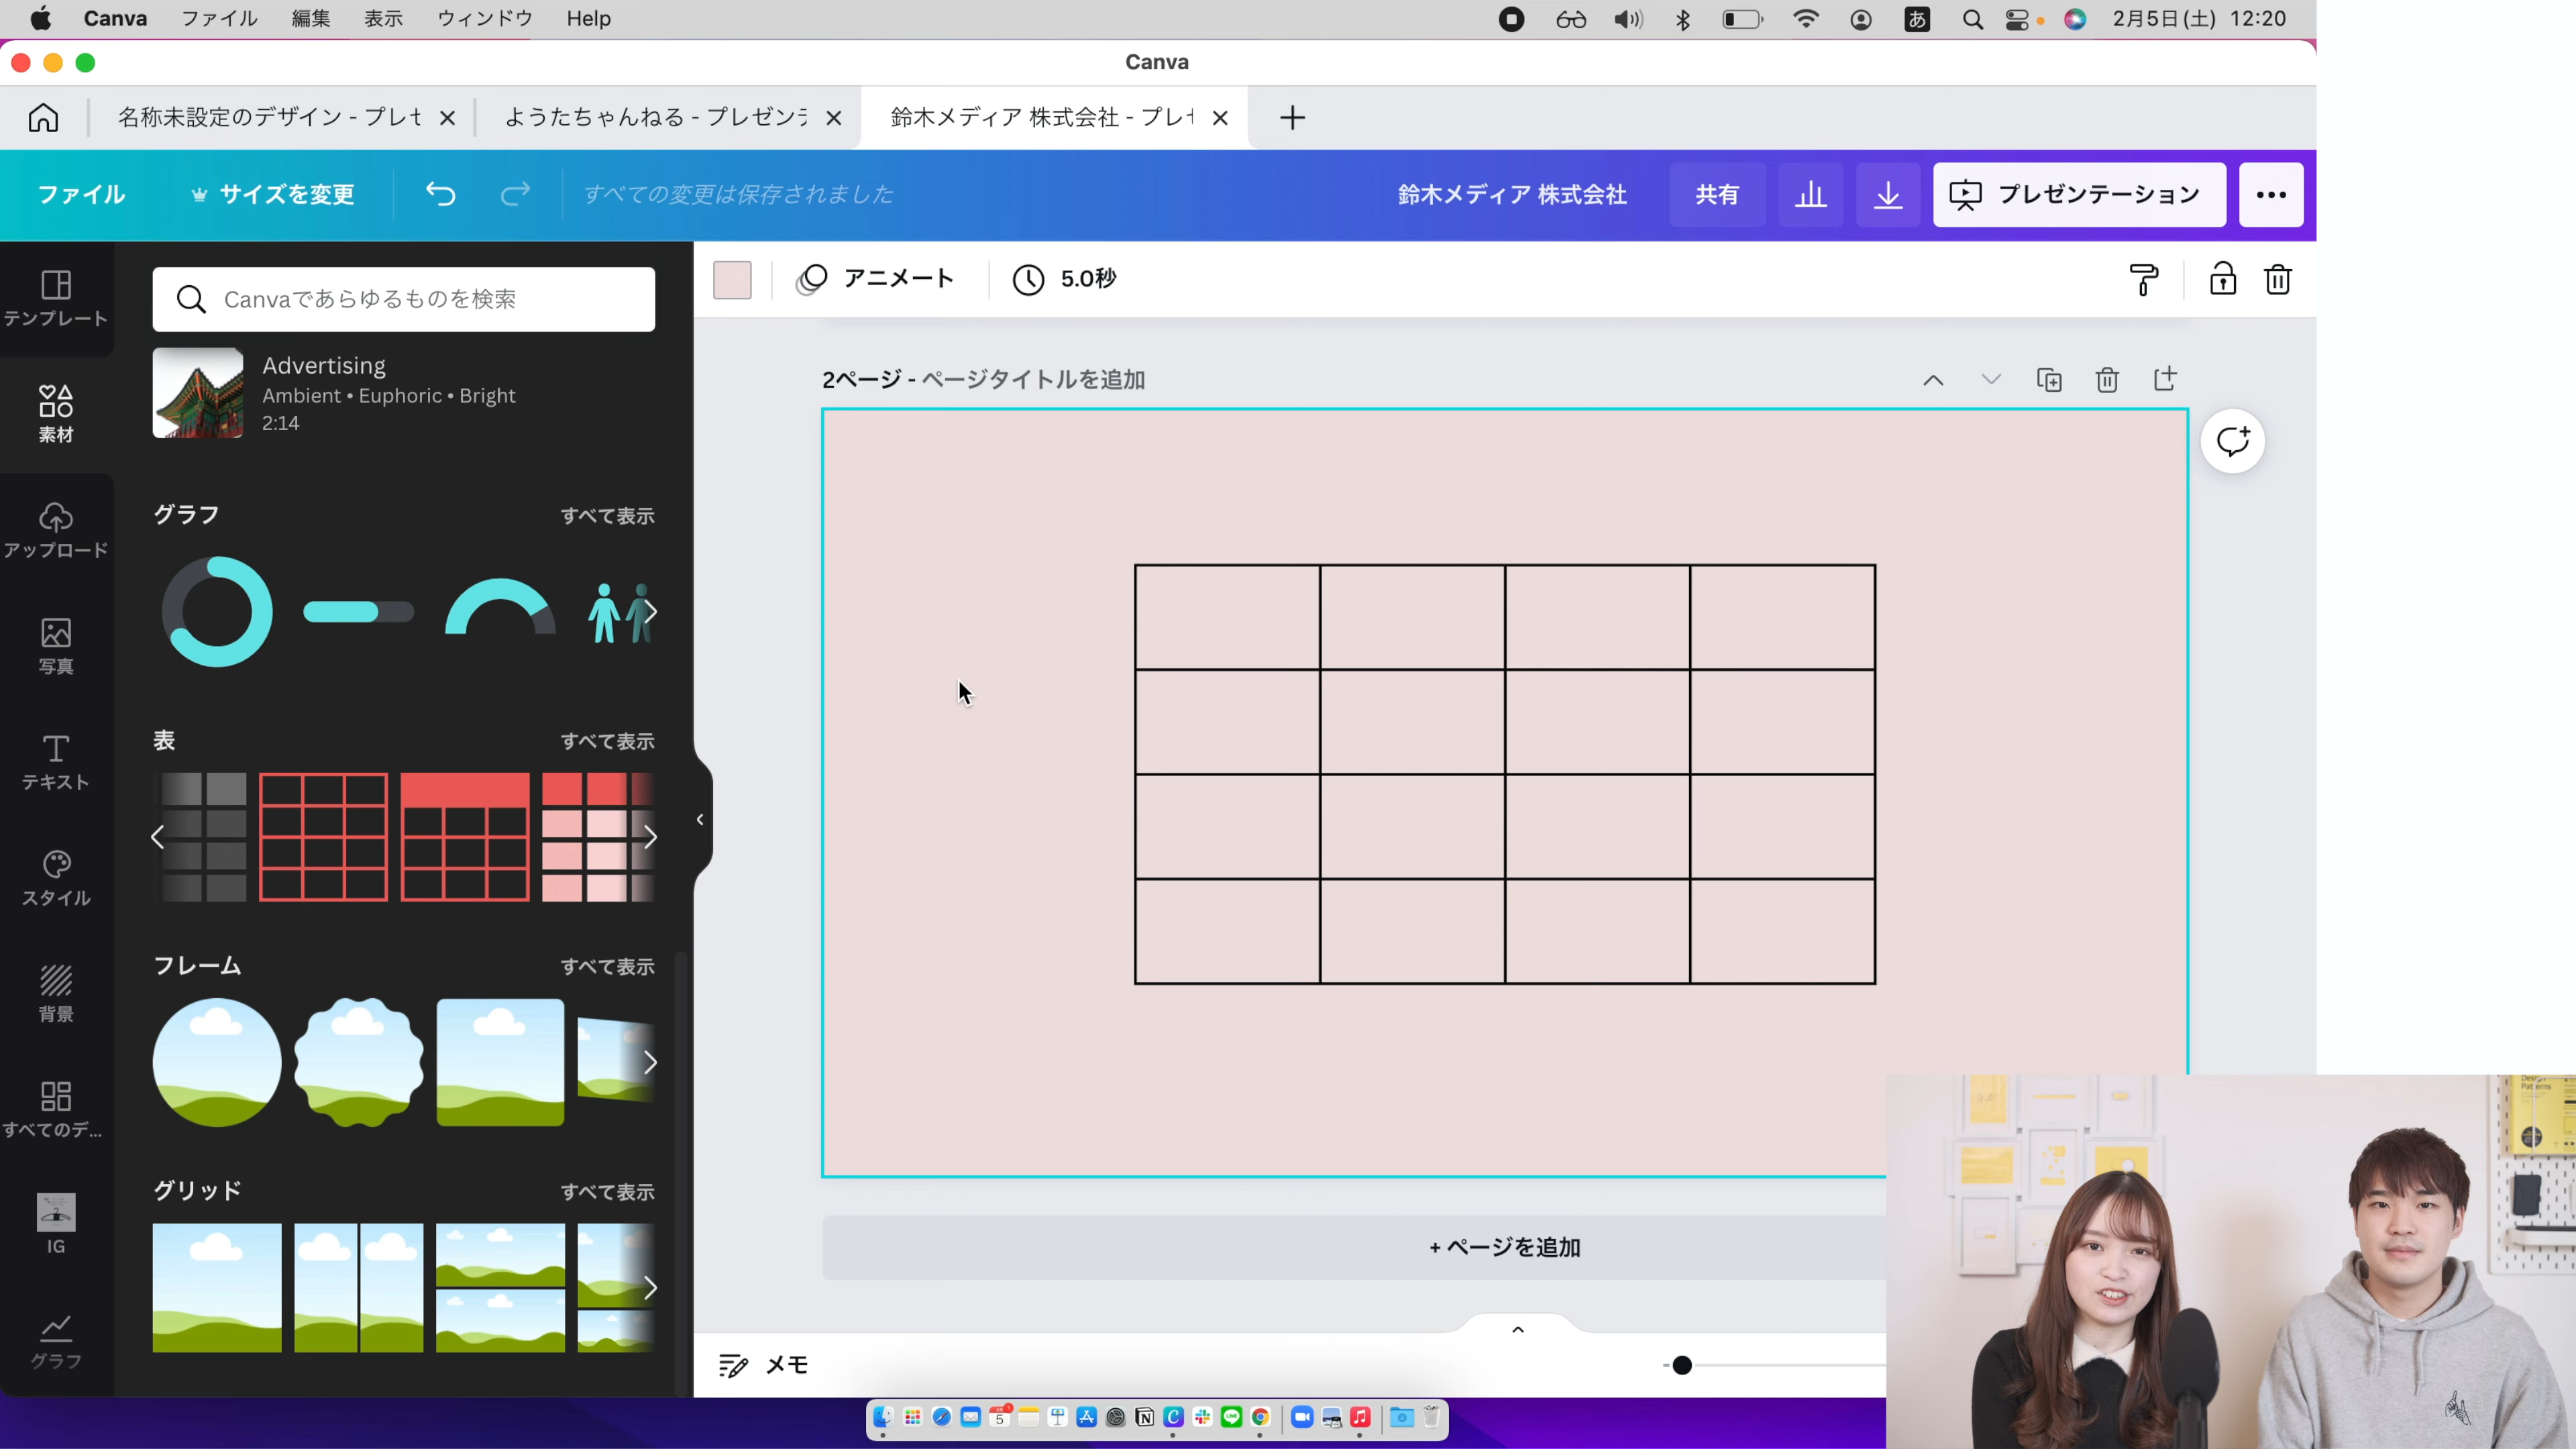 Canva ファイル 編集 表示 ウィンドウ Help あ 2月5日(土) 12:20
Canva
名称未設定のデザイン - プレゼ ようたちゃんねる - プレゼンテ 鈴木メディア 株式会社 - プレゼ
ファイル サイズを変更 すべての変更は保存されました 鈴木メディア 株式会社 共有 プレゼンテーション
Canvaであらゆるものを検索
アニメート 5.0秒
テンプレート
素材
アップロード
写真
テキスト
スタイル
背景
すべてのデ...
IG
グラフ
Advertising
Ambient • Euphoric • Bright
2:14
グラフ すべて表示
表 すべて表示
フレーム すべて表示
グリッド すべて表示
2ページ - ページタイトルを追加
+ ページを追加
メモ
5
Design
Patterns